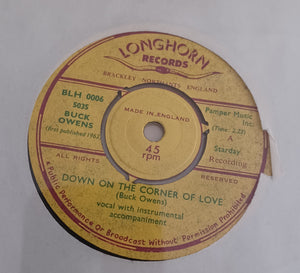 LONGHORN
RECORDS
BRACKLEY NORTHANTS ENGLAND
BLH 0006
5035
BUCK
OWENS
(first published 1962)
MADE IN ENGLAND
Pamper Music
Inc.
(Time: 2.22)
A
Starday
Recording
45
rpm
ALL RIGHTS RESERVED
DOWN ON THE CORNER OF LOVE
(Buck Owens)
vocal with instrumental
accompaniment
Public Performance Or Broadcast Without Permission Prohibited